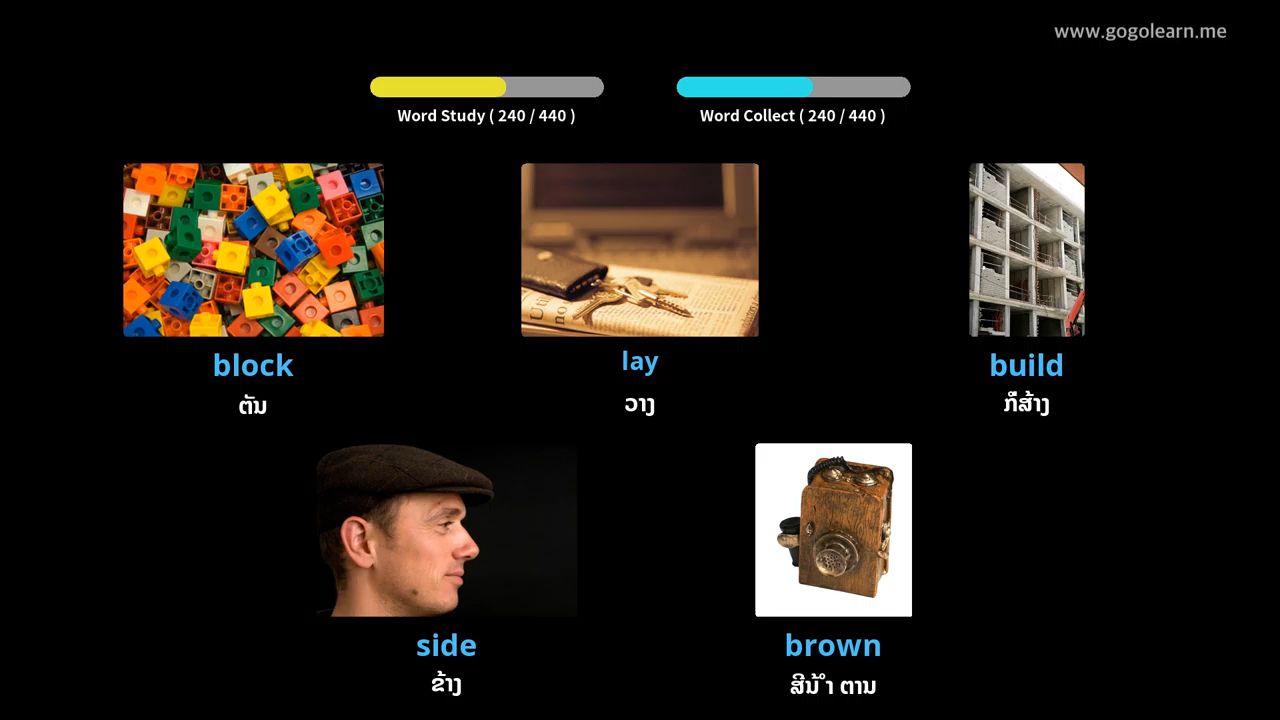 www.gogolearn.me
Word Study ( 240 / 440 )
Word Collect ( 240 / 440 )
block
lay
build
ຕັນ
ວາງ
ກໍ່ສ້າງ
side
brown
ຂ້າງ
ສີນ້ໍາ ຕານ